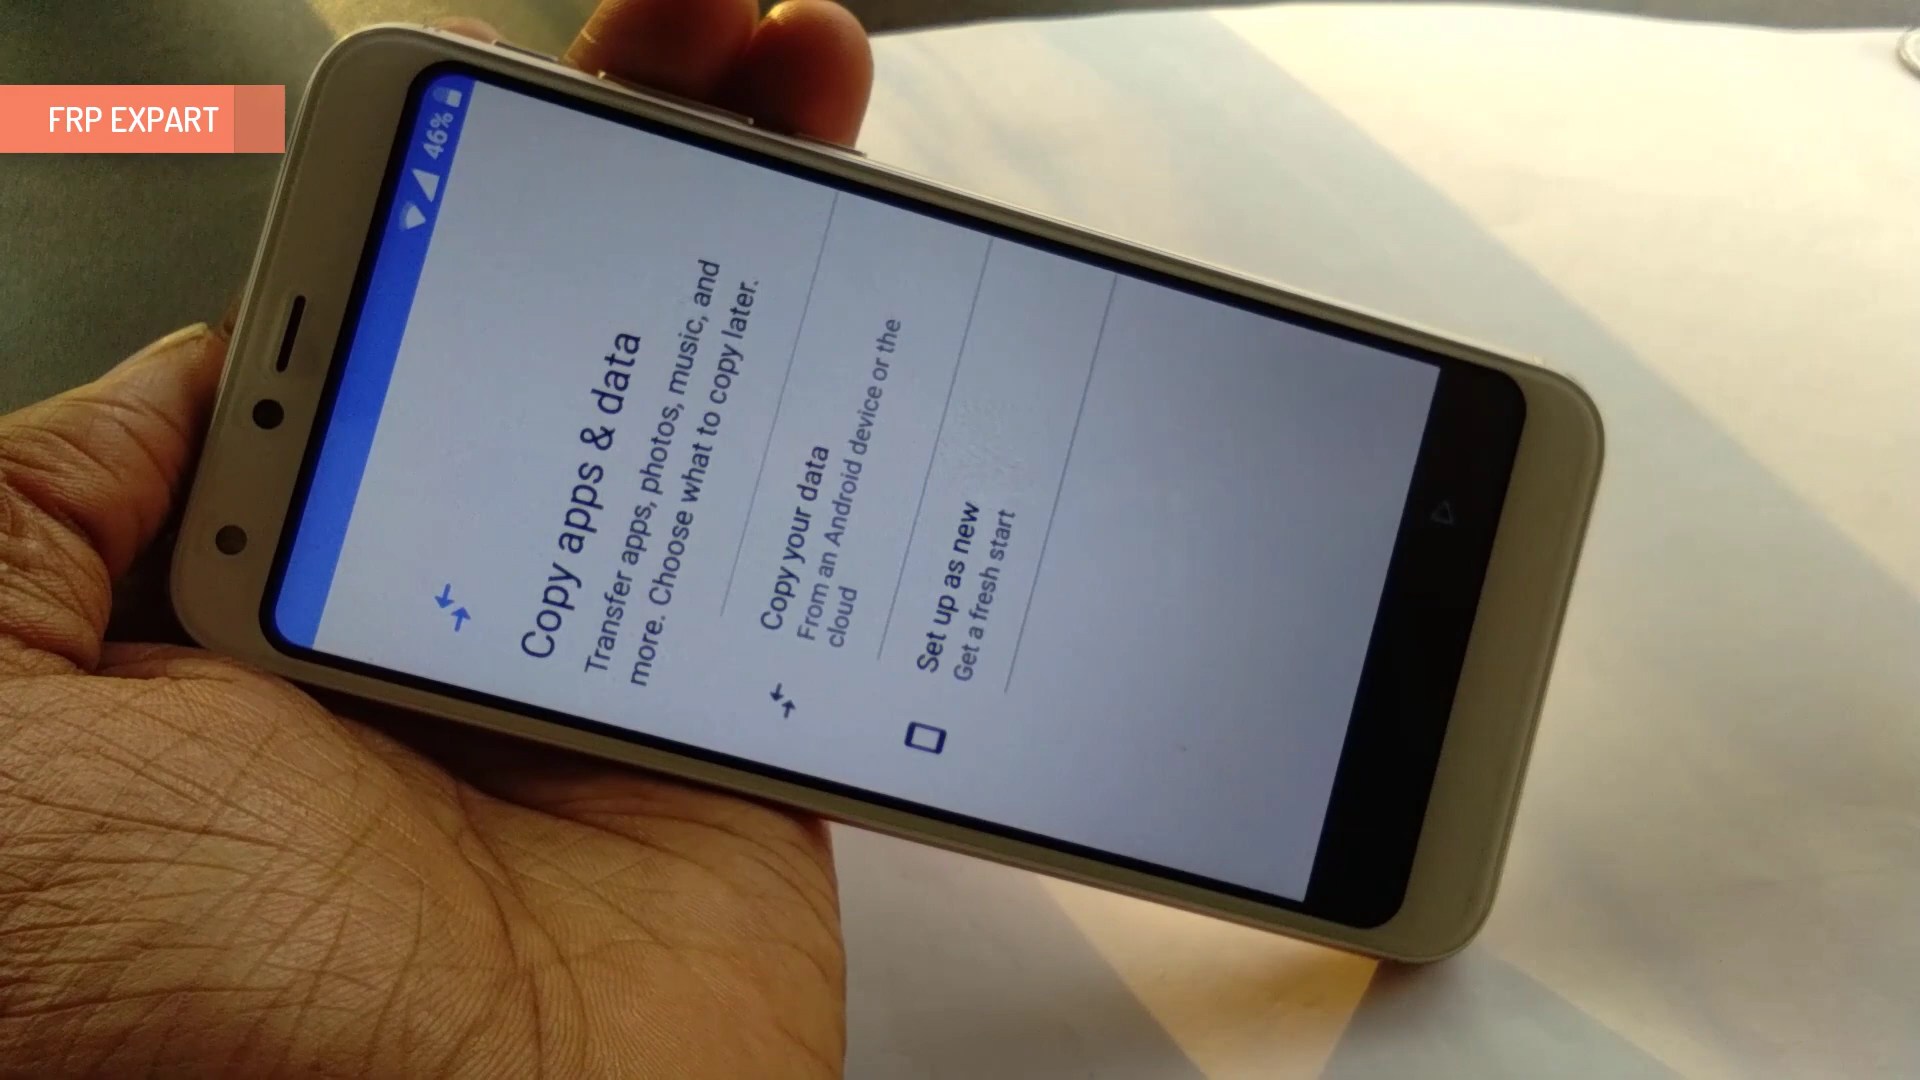 FRP EXPART
46%
Copy apps & data
Transfer apps, photos, music, and
more. Choose what to copy later.
Copy your data
From an Android device or the
cloud
Set up as new
Get a fresh start